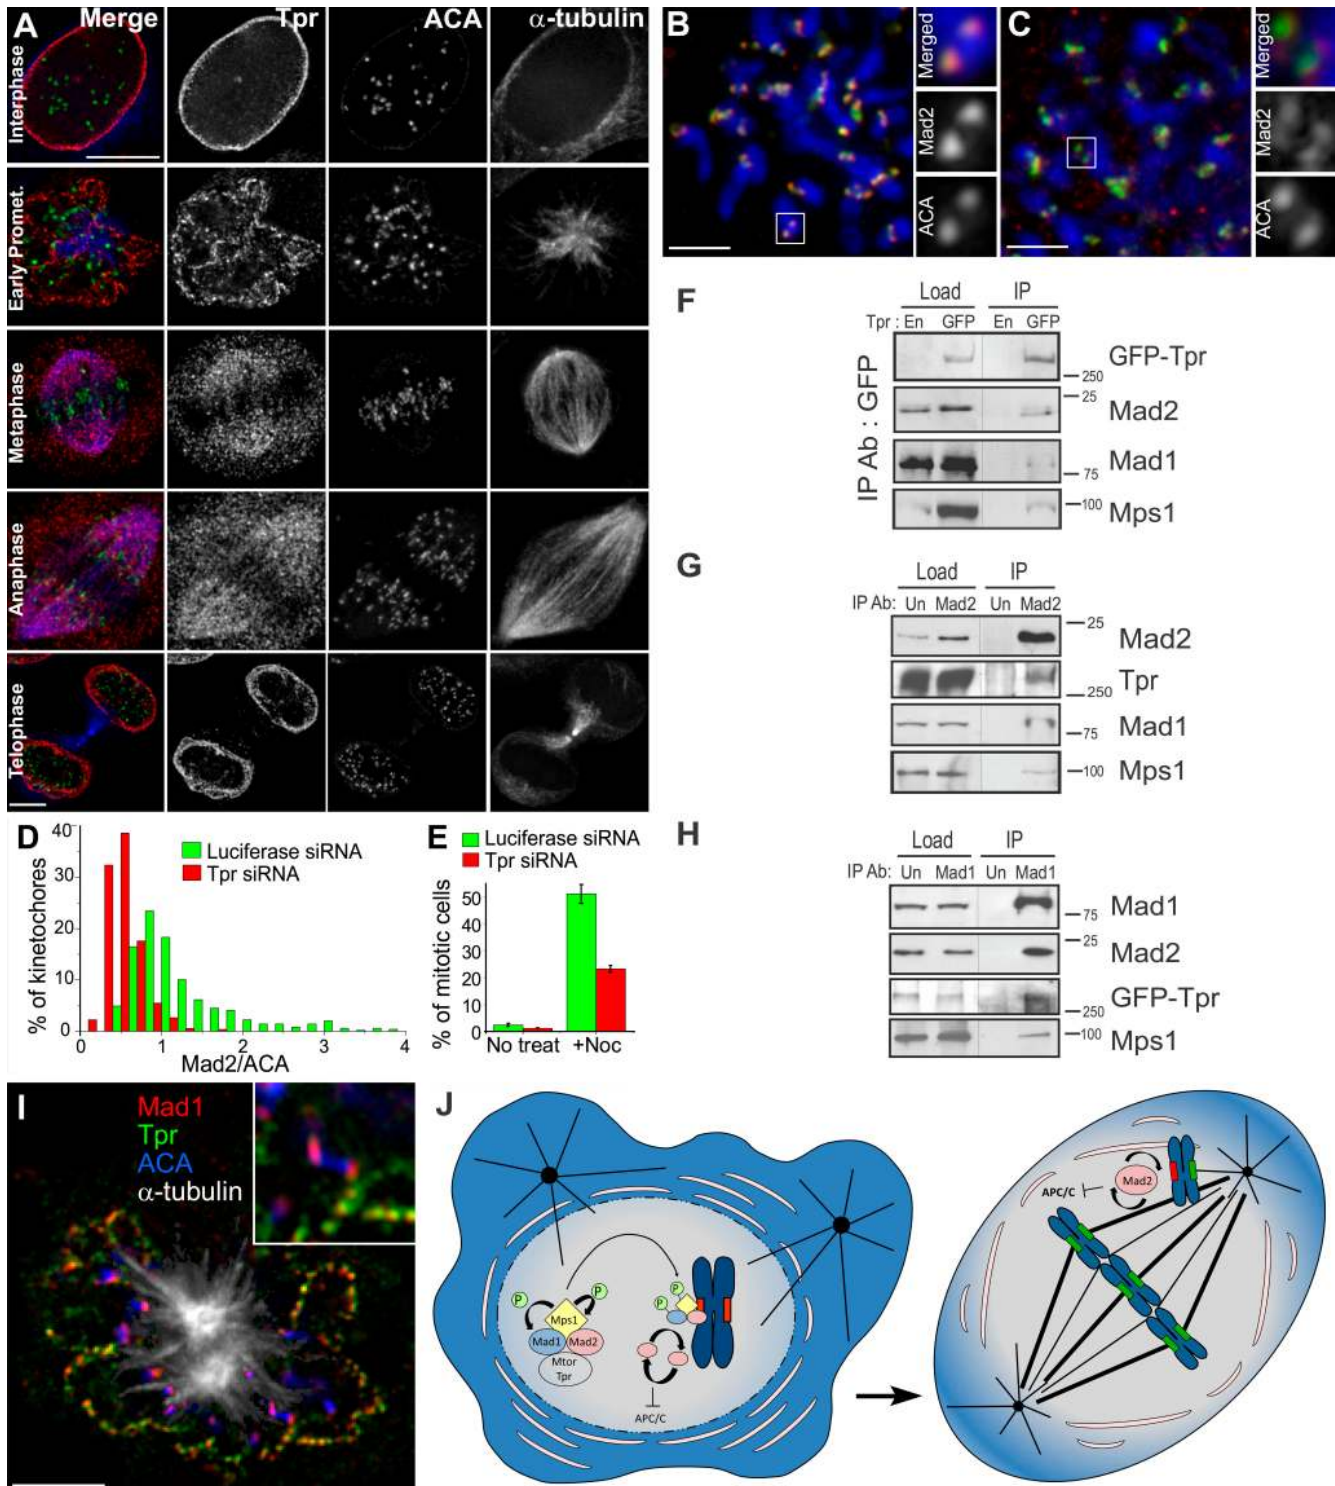 A Merge Tpr ACA α-tubulin
Interphase
Early Promet.
Metaphase
Anaphase
Telophase
B
Merged
Mad2
ACA
C
Merged
Mad2
ACA
F
Load IP
Tpr : En GFP En GFP
IP Ab : GFP
GFP-Tpr
250
25
Mad2
Mad1
75
100
Mps1
G
Load IP
IP Ab: Un Mad2 Un Mad2
25
Mad2
Tpr
250
Mad1
75
100
Mps1
H
Load IP
IP Ab: Un Mad1 Un Mad1
Mad1
75
25
Mad2
GFP-Tpr
250
100
Mps1
D
Luciferase siRNA
Tpr siRNA
% of kinetochores
40
30
20
10
0
0 1 2 3 4
Mad2/ACA
E
Luciferase siRNA
Tpr siRNA
% of mitotic cells
50
40
30
20
10
0
No treat +Noc
I
Mad1
Tpr
ACA
α-tubulin
J
P P P P
Mps1
Mad1 Mad2
Mtor
Tpr
APC/C
Mad2
APC/C